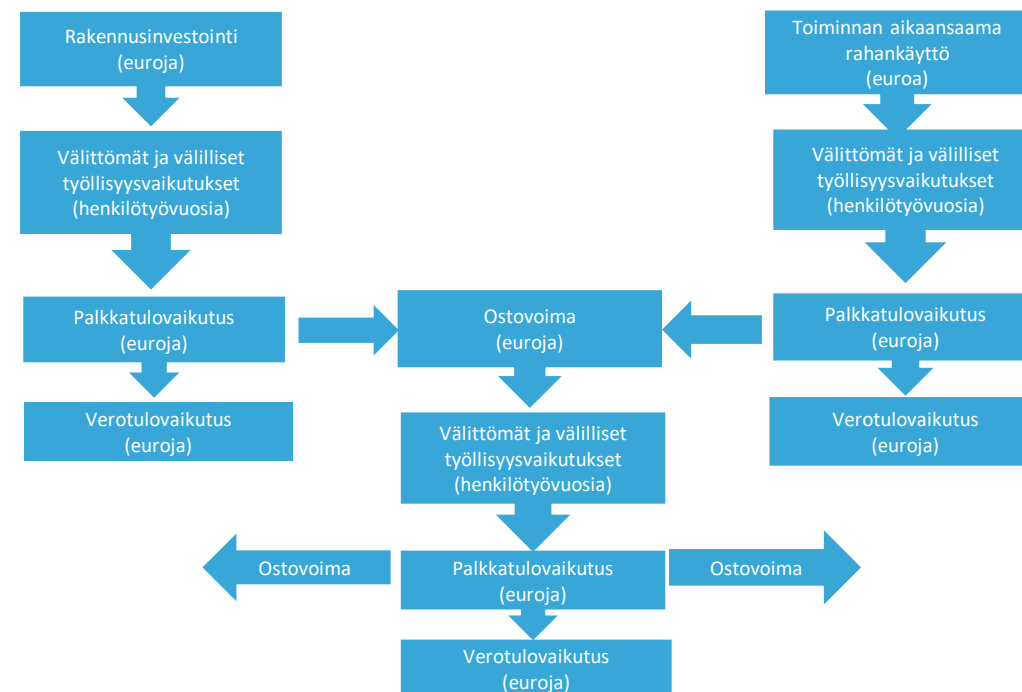 Rakennusinvestointi
(euroja)
Välittömät ja välilliset
työllisyysvaikutukset
(henkilötyövuosia)
Palkkatulovaikutus
(euroja)
Verotulovaikutus
(euroja)
Toiminnan aikaansaama
rahankäyttö
(euroa)
Välittömät ja välilliset
työllisyysvaikutukset
(henkilötyövuosia)
Palkkatulovaikutus
(euroja)
Verotulovaikutus
(euroja)
Ostovoima
(euroja)
Välittömät ja välilliset
työllisyysvaikutukset
(henkilötyövuosia)
Ostovoima
Palkkatulovaikutus
(euroja)
Ostovoima
Verotulovaikutus
(euroja)